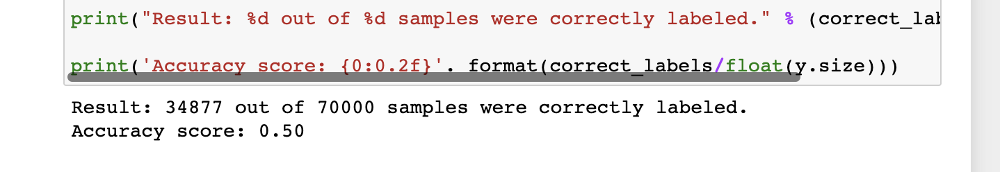 print("Result: %d out of %d samples were correctly labeled." % (correct_lab
print('Accuracy score: {0:0.2f}'. format(correct_labels/float(y.size)))
Result: 34877 out of 70000 samples were correctly labeled.
Accuracy score: 0.50